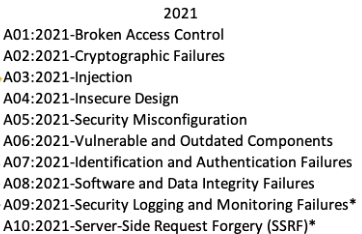 2021
A01:2021-Broken Access Control
A02:2021-Cryptographic Failures
A03:2021-Injection
A04:2021-Insecure Design
A05:2021-Security Misconfiguration
A06:2021-Vulnerable and Outdated Components
A07:2021-Identification and Authentication Failures
A08:2021-Software and Data Integrity Failures
A09:2021-Security Logging and Monitoring Failures*
A10:2021-Server-Side Request Forgery (SSRF)*